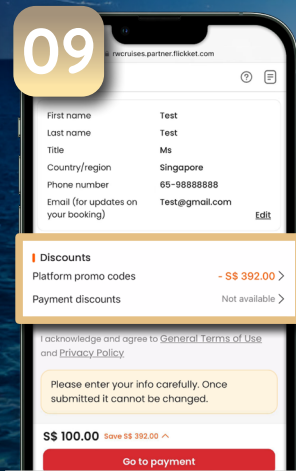 09
rwcruises.partner.flickket.com
First name Test
Last name Test
Title Ms
Country/region Singapore
Phone number 65-98888888
Email (for updates on Test@gmail.com
your booking) Edit
Discounts
Platform promo codes - S$ 392.00 >
Payment discounts Not available >
I acknowledge and agree to General Terms of Use
and Privacy Policy
Please enter your info carefully. Once
submitted it cannot be changed.
S$ 100.00 Save S$ 392.00
Go to payment